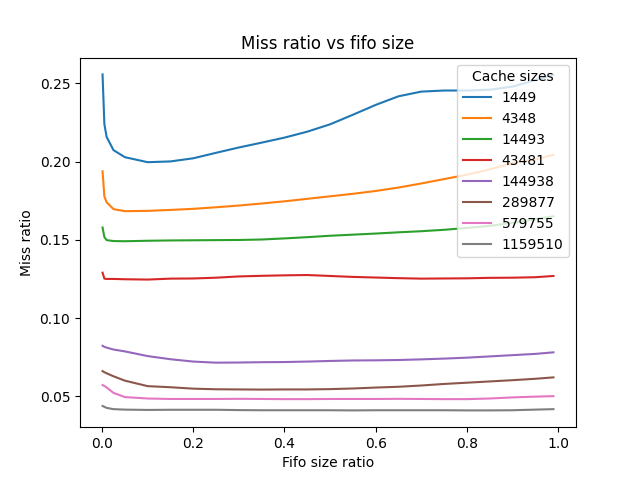 Miss ratio vs fifo size
Cache sizes
1449
4348
14493
43481
144938
289877
579755
1159510
0.25
0.20
0.15
0.10
0.05
Miss ratio
0.0 0.2 0.4 0.6 0.8 1.0
Fifo size ratio